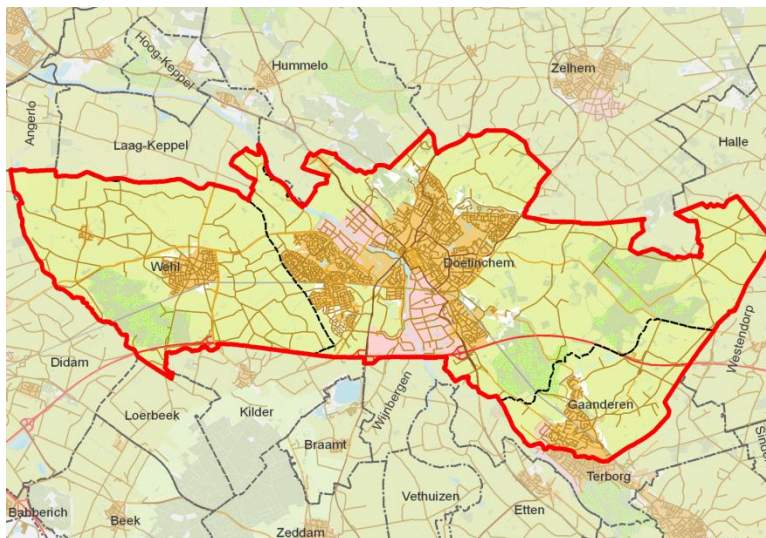 Hoog-Keppel
Hummelo
Zelhem
Angerlo
Laag-Keppel
Halle
Wehl
Doetinchem
Westendorp
Didam
Loerbeek
Kilder
Wijnbergen
Gaanderen
Braamt
Terborg
Vethuizen
Etten
Babberich
Beek
Zeddam